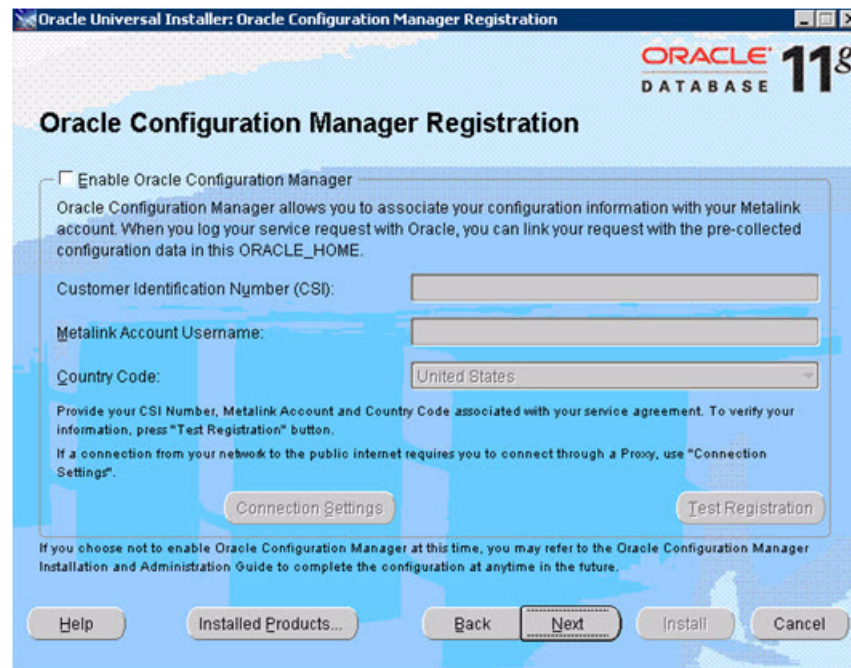 Oracle Universal Installer: Oracle Configuration Manager Registration
ORACLE 11g
DATABASE
Oracle Configuration Manager Registration
Enable Oracle Configuration Manager
Oracle Configuration Manager allows you to associate your configuration information with your Metalink
account. When you log your service request with Oracle, you can link your request with the pre-collected
configuration data in this ORACLE_HOME.
Customer Identification Number (CSI):
Metalink Account Username:
Country Code:
United States
Provide your CSI Number, Metalink Account and Country Code associated with your service agreement. To verify your
information, press "Test Registration" button.
If a connection from your network to the public internet requires you to connect through a Proxy, use "Connection
Settings".
Connection Settings
Test Registration
If you choose not to enable Oracle Configuration Manager at this time, you may refer to the Oracle Configuration Manager
Installation and Administration Guide to complete the configuration at anytime in the future.
Help
Installed Products...
Back
Next
Install
Cancel